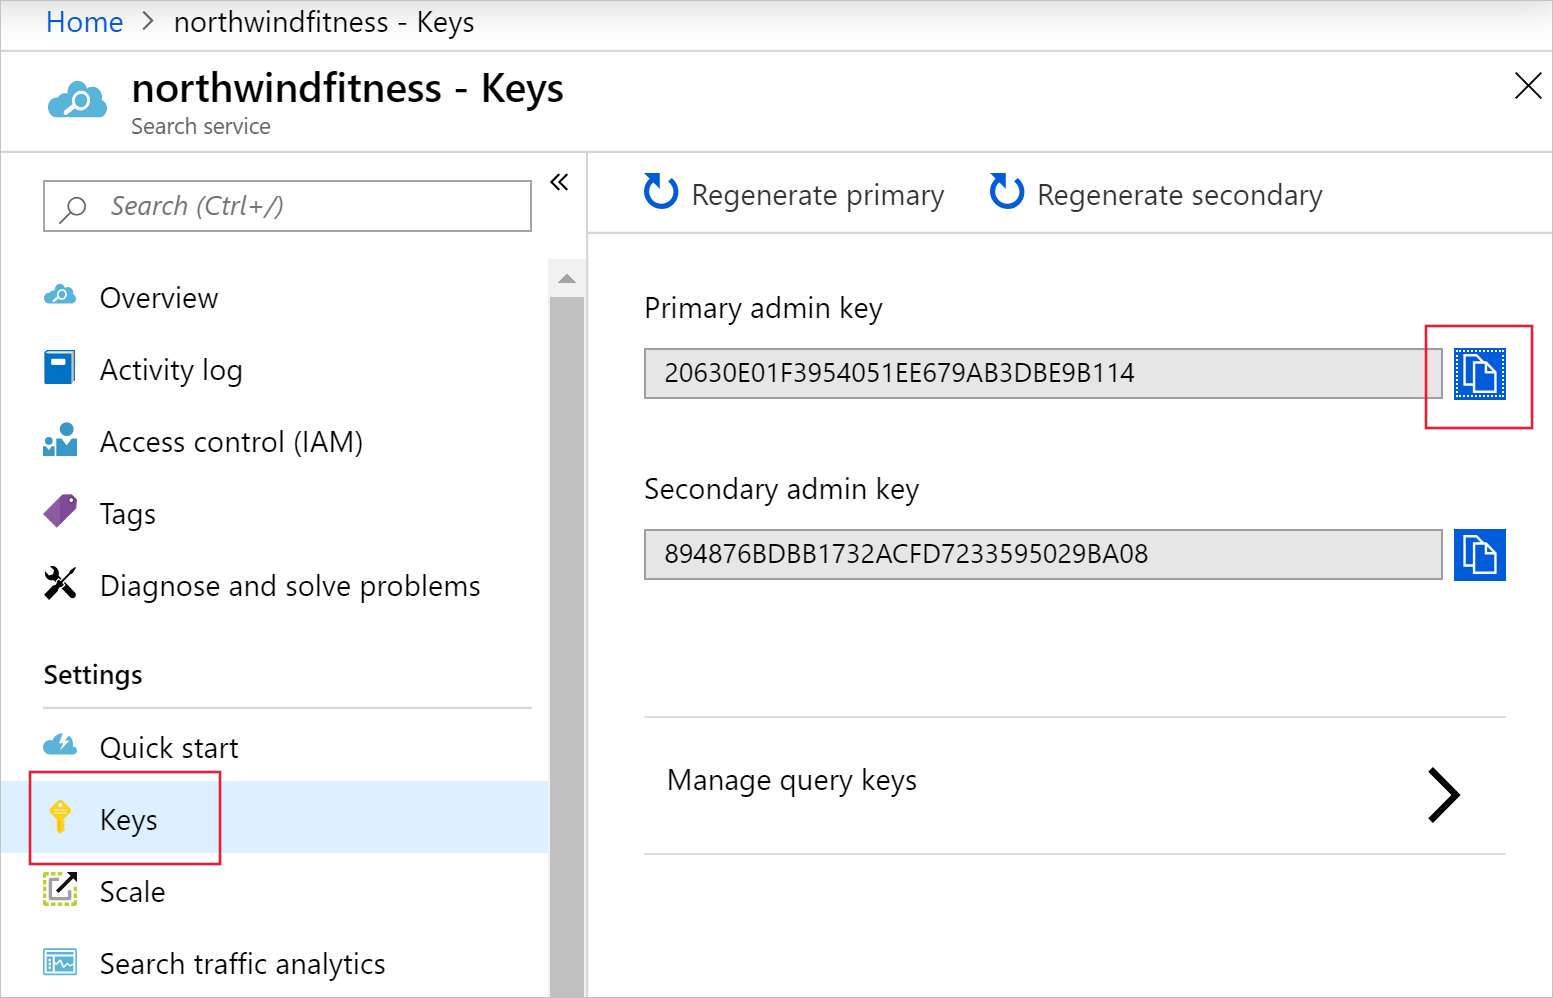 Home > northwindfitness - Keys
northwindfitness - Keys
Search service
Search (Ctrl+/)
Overview
Activity log
Access control (IAM)
Tags
Diagnose and solve problems
Settings
Quick start
Keys
Scale
Search traffic analytics
Regenerate primary
Regenerate secondary
Primary admin key
20630E01F3954051EE679AB3DBE9B114
Secondary admin key
894876BDBB1732ACFD7233595029BA08
Manage query keys